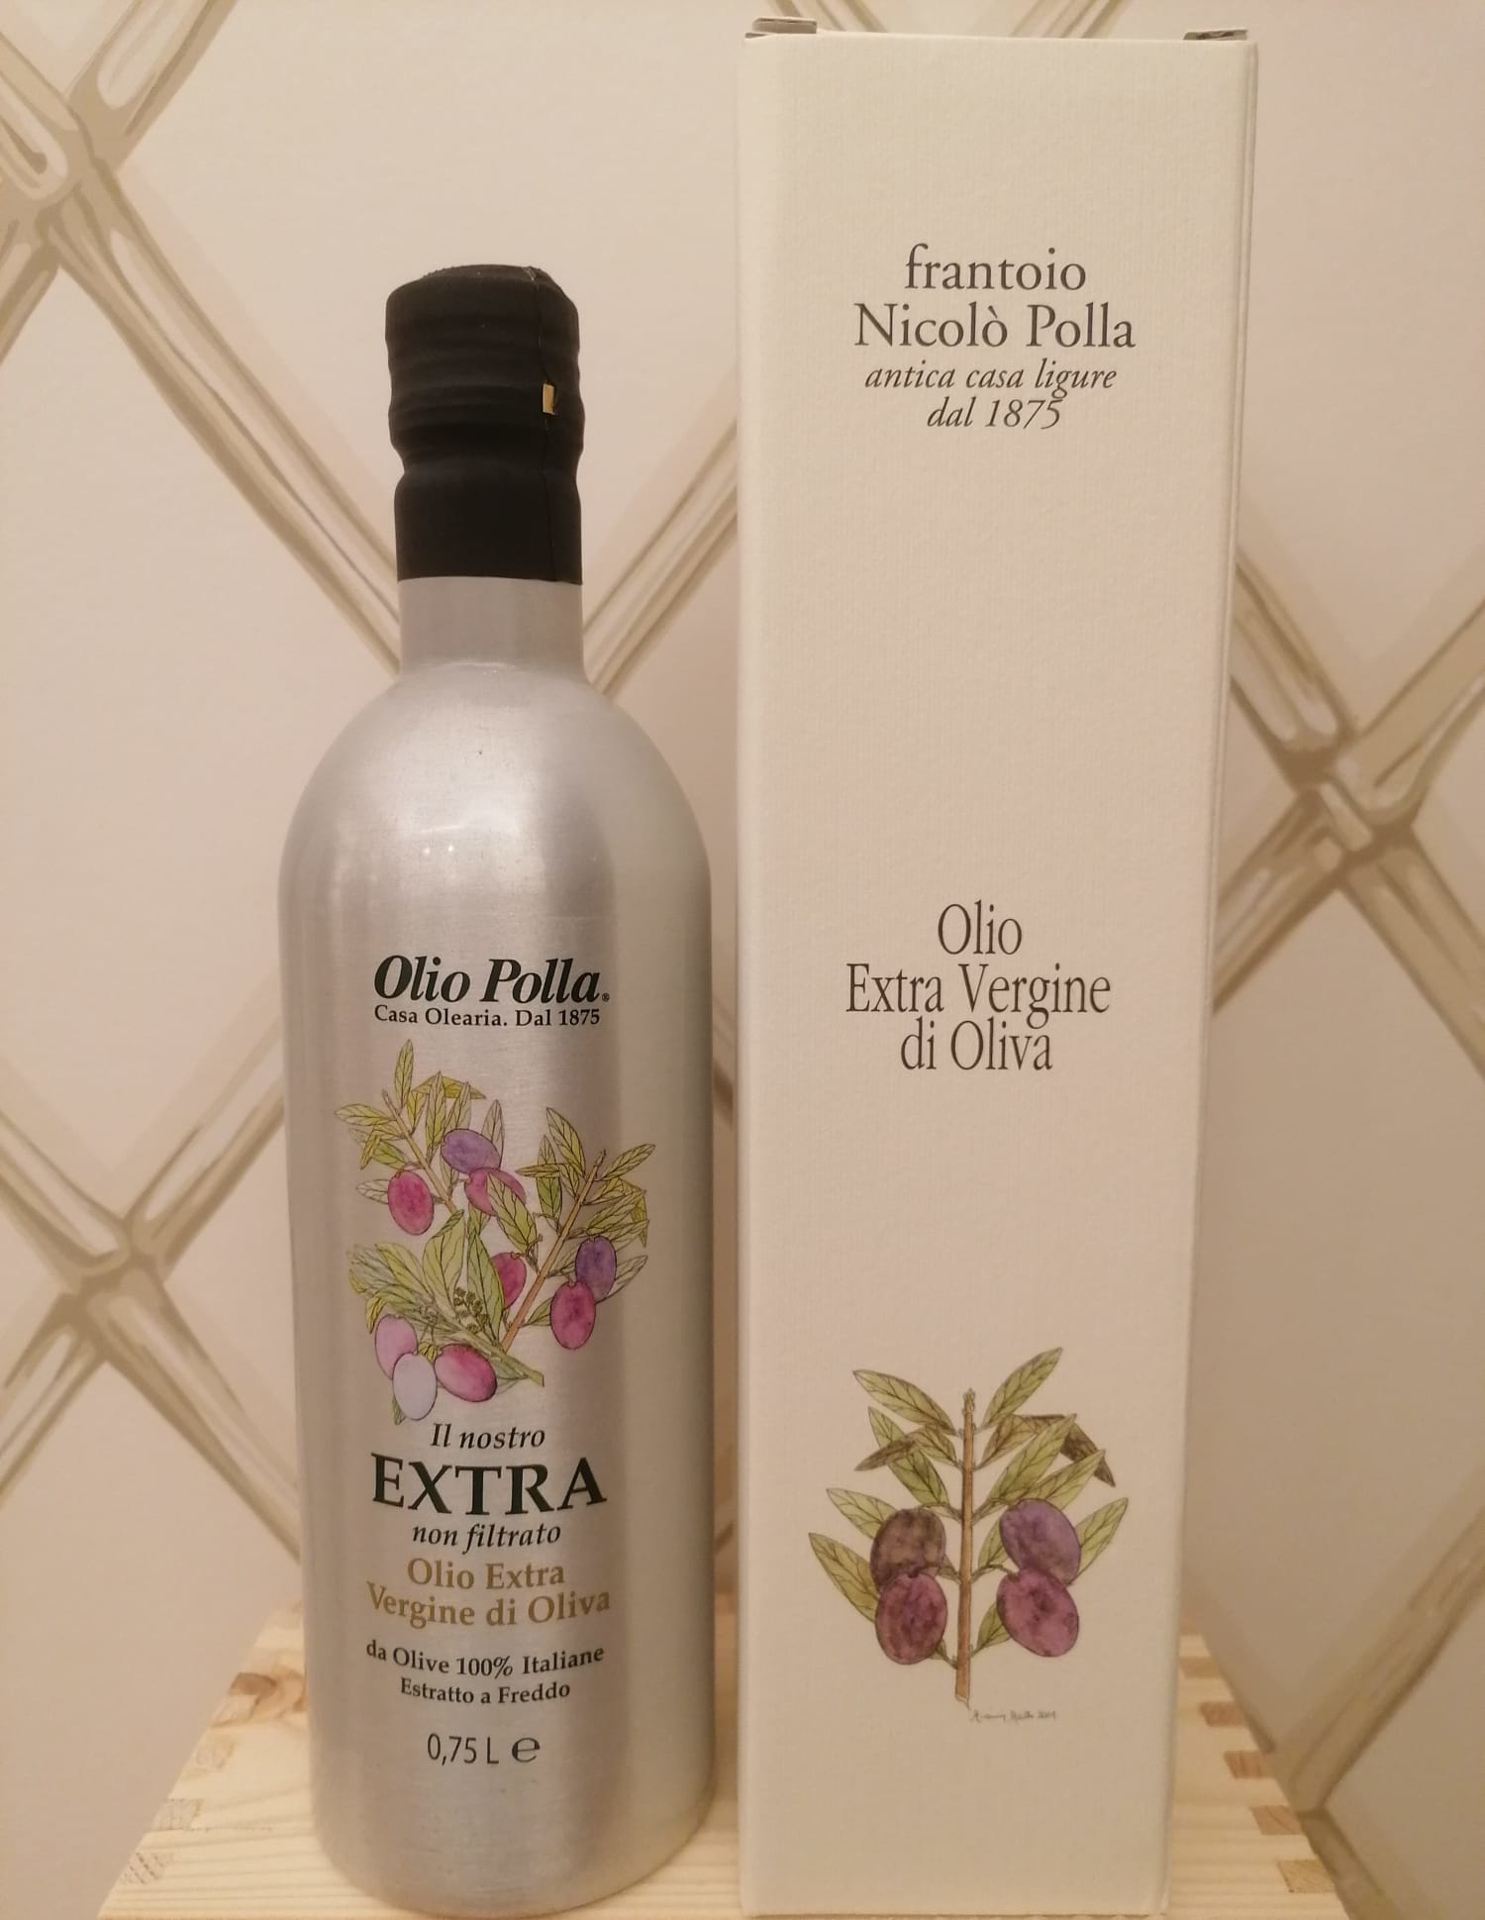 Olio Polla®
Casa Olearia. Dal 1875
Il nostro
EXTRA
non filtrato
Olio Extra
Vergine di Oliva
da Olive 100% Italiane
Estratto a Freddo
0,75 L ℮
frantoio
Nicolò Polla
antica casa ligure
dal 1875
Olio
Extra Vergine
di Oliva